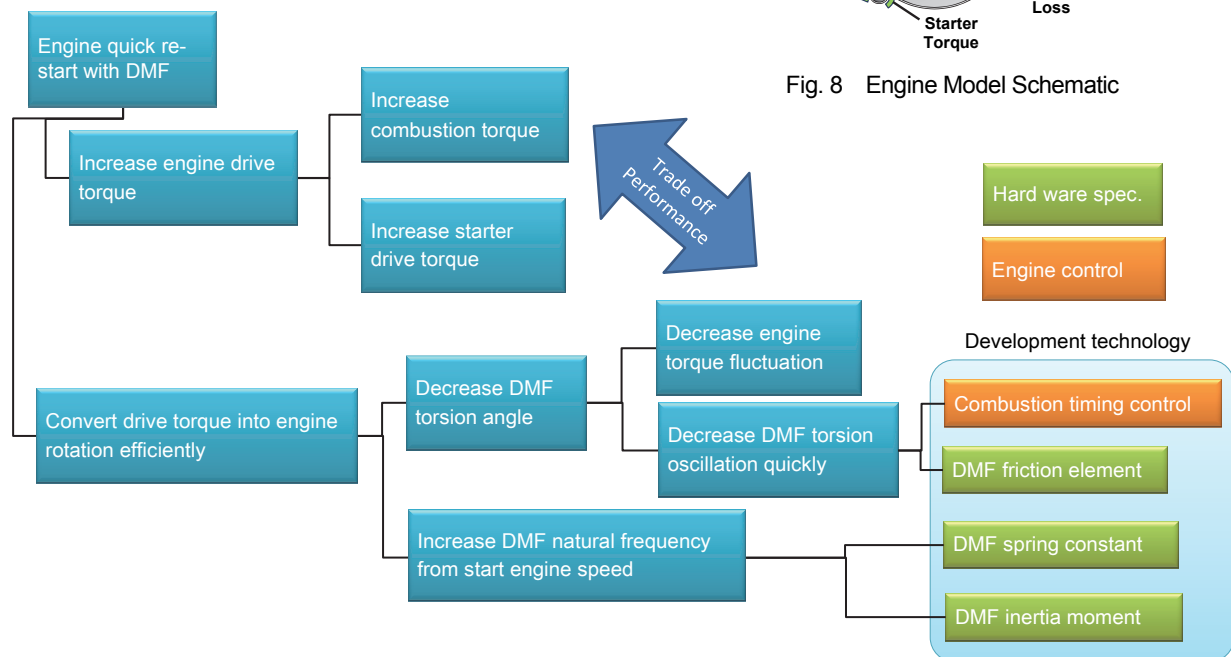 Loss
Starter
Torque
Fig. 8 Engine Model Schematic
Engine quick re-
start with DMF
Increase engine drive
torque
Increase
combustion torque
Increase starter
drive torque
Trade off
Performance
Hard ware spec.
Engine control
Convert drive torque into engine
rotation efficiently
Decrease DMF
torsion angle
Decrease engine
torque fluctuation
Decrease DMF torsion
oscillation quickly
Increase DMF natural frequency
from start engine speed
Development technology
Combustion timing control
DMF friction element
DMF spring constant
DMF inertia moment